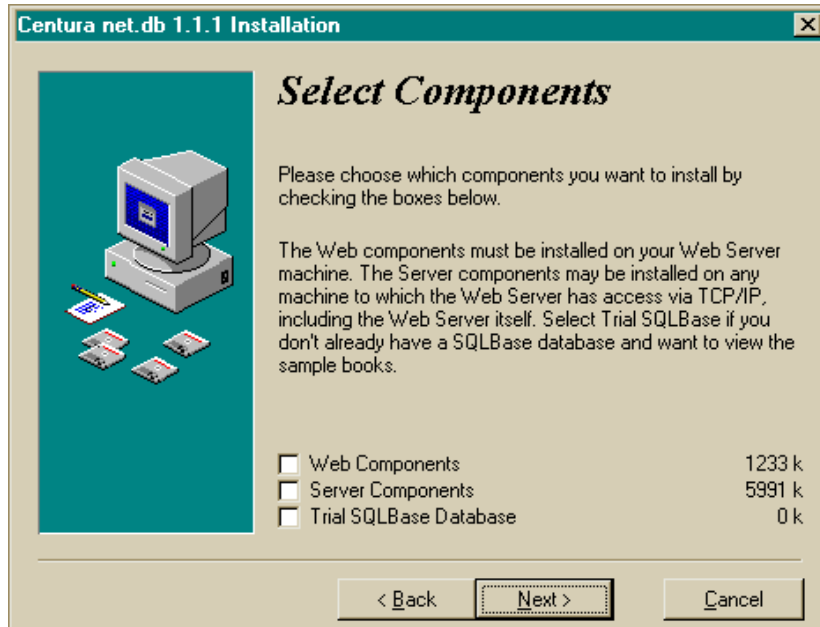 Centura net.db 1.1.1 Installation
Select Components
Please choose which components you want to install by
checking the boxes below.
The Web components must be installed on your Web Server
machine. The Server components may be installed on any
machine to which the Web Server has access via TCP/IP,
including the Web Server itself. Select Trial SQLBase if you
don't already have a SQLBase database and want to view the
sample books.
Web Components 1233 k
Server Components 5991 k
Trial SQLBase Database 0 k
< Back Next > Cancel